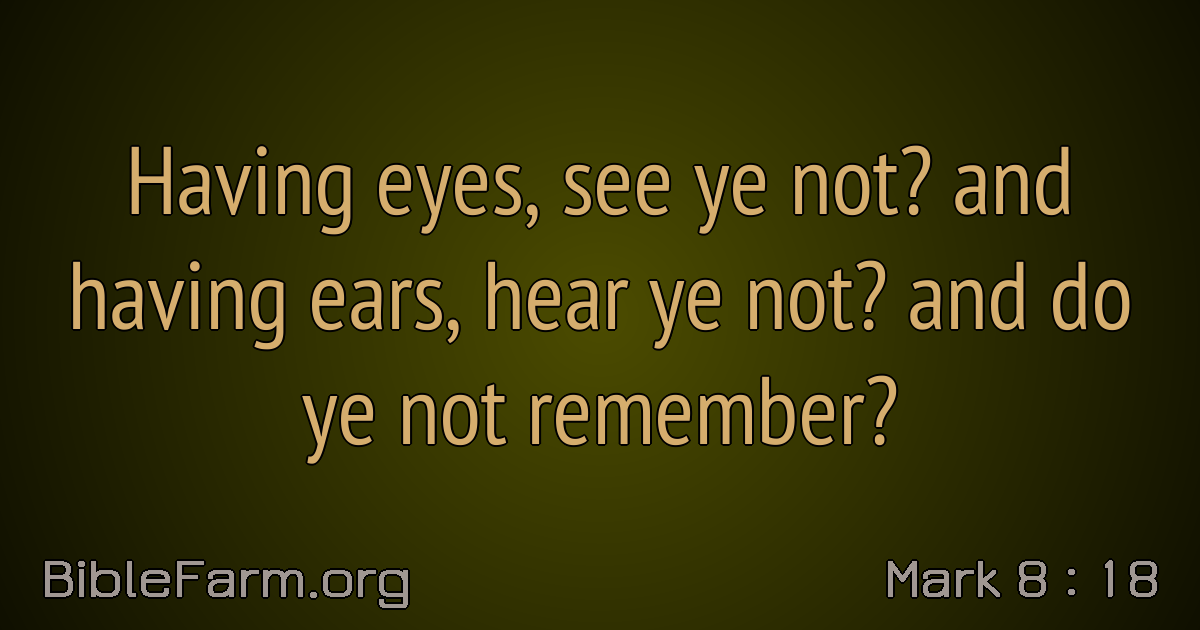 Having eyes, see ye not? and
having ears, hear ye not? and do
ye not remember?
BibleFarm.org
Mark 8 : 18